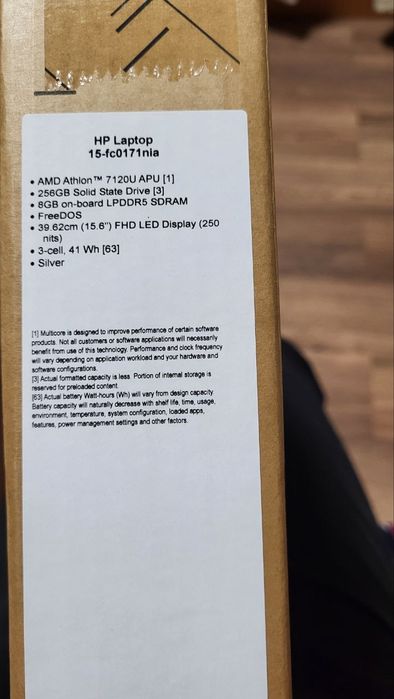 HP Laptop
15-fc0171nia
• AMD Athlon™ 7120U APU [1]
• 256GB Solid State Drive [3]
• 8GB on-board LPDDR5 SDRAM
• FreeDOS
• 39.62cm (15.6") FHD LED Display (250
nits)
• 3-cell, 41 Wh [63]
• Silver
[1] Multicore is designed to improve performance of certain software
products. Not all customers or software applications will necessarily
benefit from use of this technology. Performance and clock frequency
will vary depending on application workload and your hardware and
software configurations.
[3] Actual formatted capacity is less. Portion of internal storage is
reserved for preloaded content.
[63] Actual battery Watt-hours (Wh) will vary from design capacity.
Battery capacity will naturally decrease with shelf life, time, usage,
environment, temperature, system configuration, loaded apps,
features, power management settings and other factors.